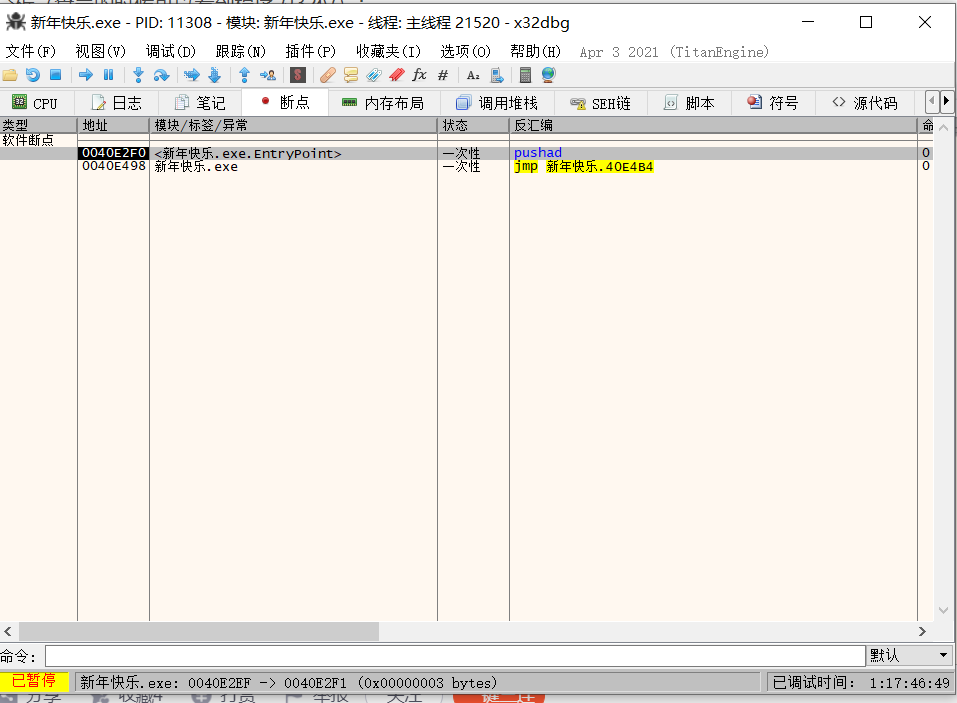 新年快乐.exe - PID: 11308 - 模块: 新年快乐.exe - 线程: 主线程 21520 - x32dbg
文件(F) 视图(V) 调试(D) 跟踪(N) 插件(P) 收藏夹(I) 选项(O) 帮助(H) Apr 3 2021 (TitanEngine)
CPU 日志 笔记 断点 内存布局 调用堆栈 SEH链 脚本 符号 源代码
类型 地址 模块/标签/异常 状态 反汇编 命
软件断点
0040E2F0 <新年快乐.exe.EntryPoint> 一次性 pushad 0
0040E498 新年快乐.exe 一次性 jmp 新年快乐.40E4B4 0
命令: 默认
已暂停 新年快乐.exe: 0040E2EF -> 0040E2F1 (0x00000003 bytes) 已调试时间: 1:17:46:49